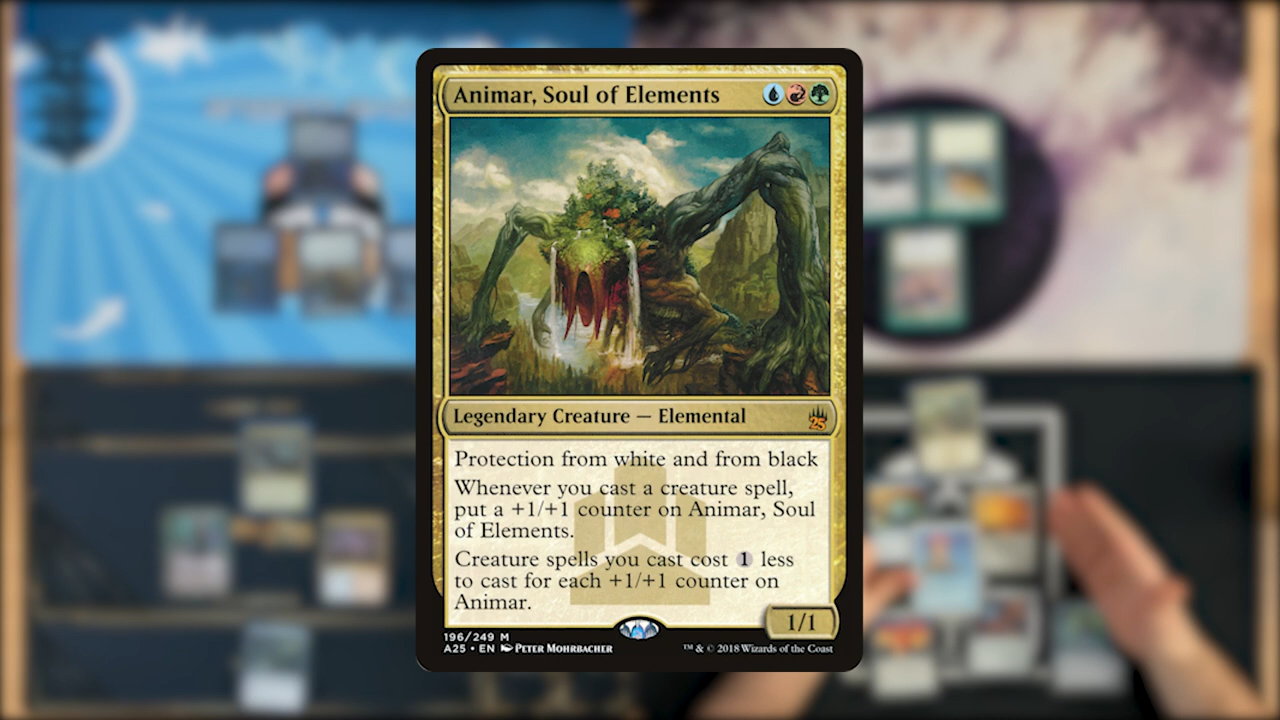 Animar, Soul of Elements
Legendary Creature — Elemental
25
Protection from white and from black
Whenever you cast a creature spell,
put a +1/+1 counter on Animar, Soul
of Elements.
Creature spells you cast cost 1 less
to cast for each +1/+1 counter on
Animar.
1/1
196/249 M
A25 • EN Peter Mohrbacher
™ & © 2018 Wizards of the Coast